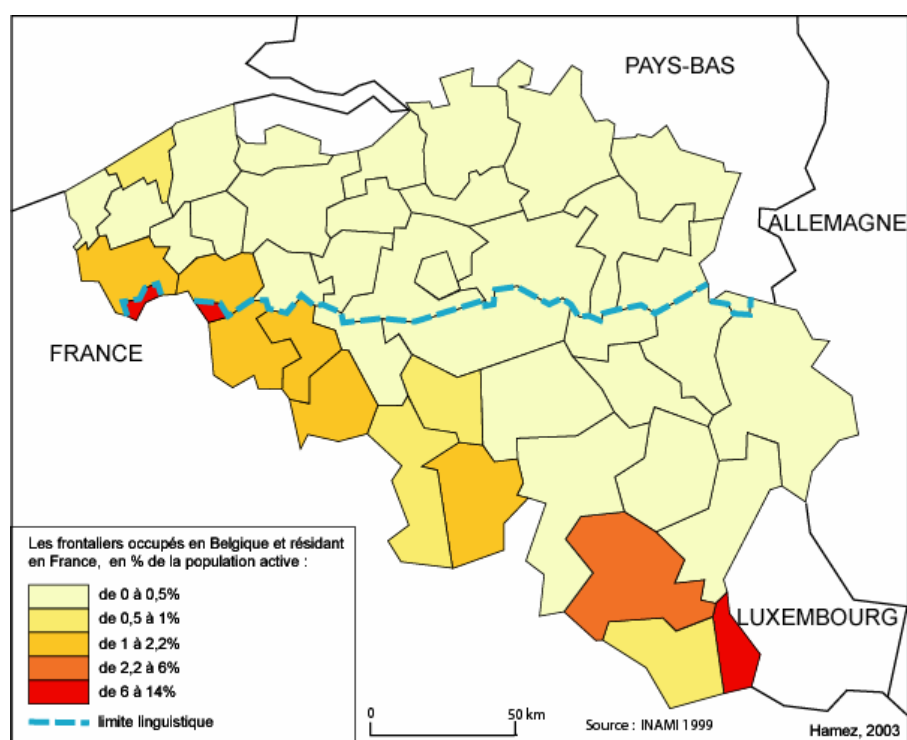 PAYS-BAS
ALLEMAGNE
FRANCE
LUXEMBOURG
Les frontaliers occupés en Belgique et résidant
en France, en % de la population active :
de 0 à 0,5%
de 0,5 à 1%
de 1 à 2,2%
de 2,2 à 6%
de 6 à 14%
limite linguistique
0 50 km
Source : INAMI 1999
Hamez, 2003